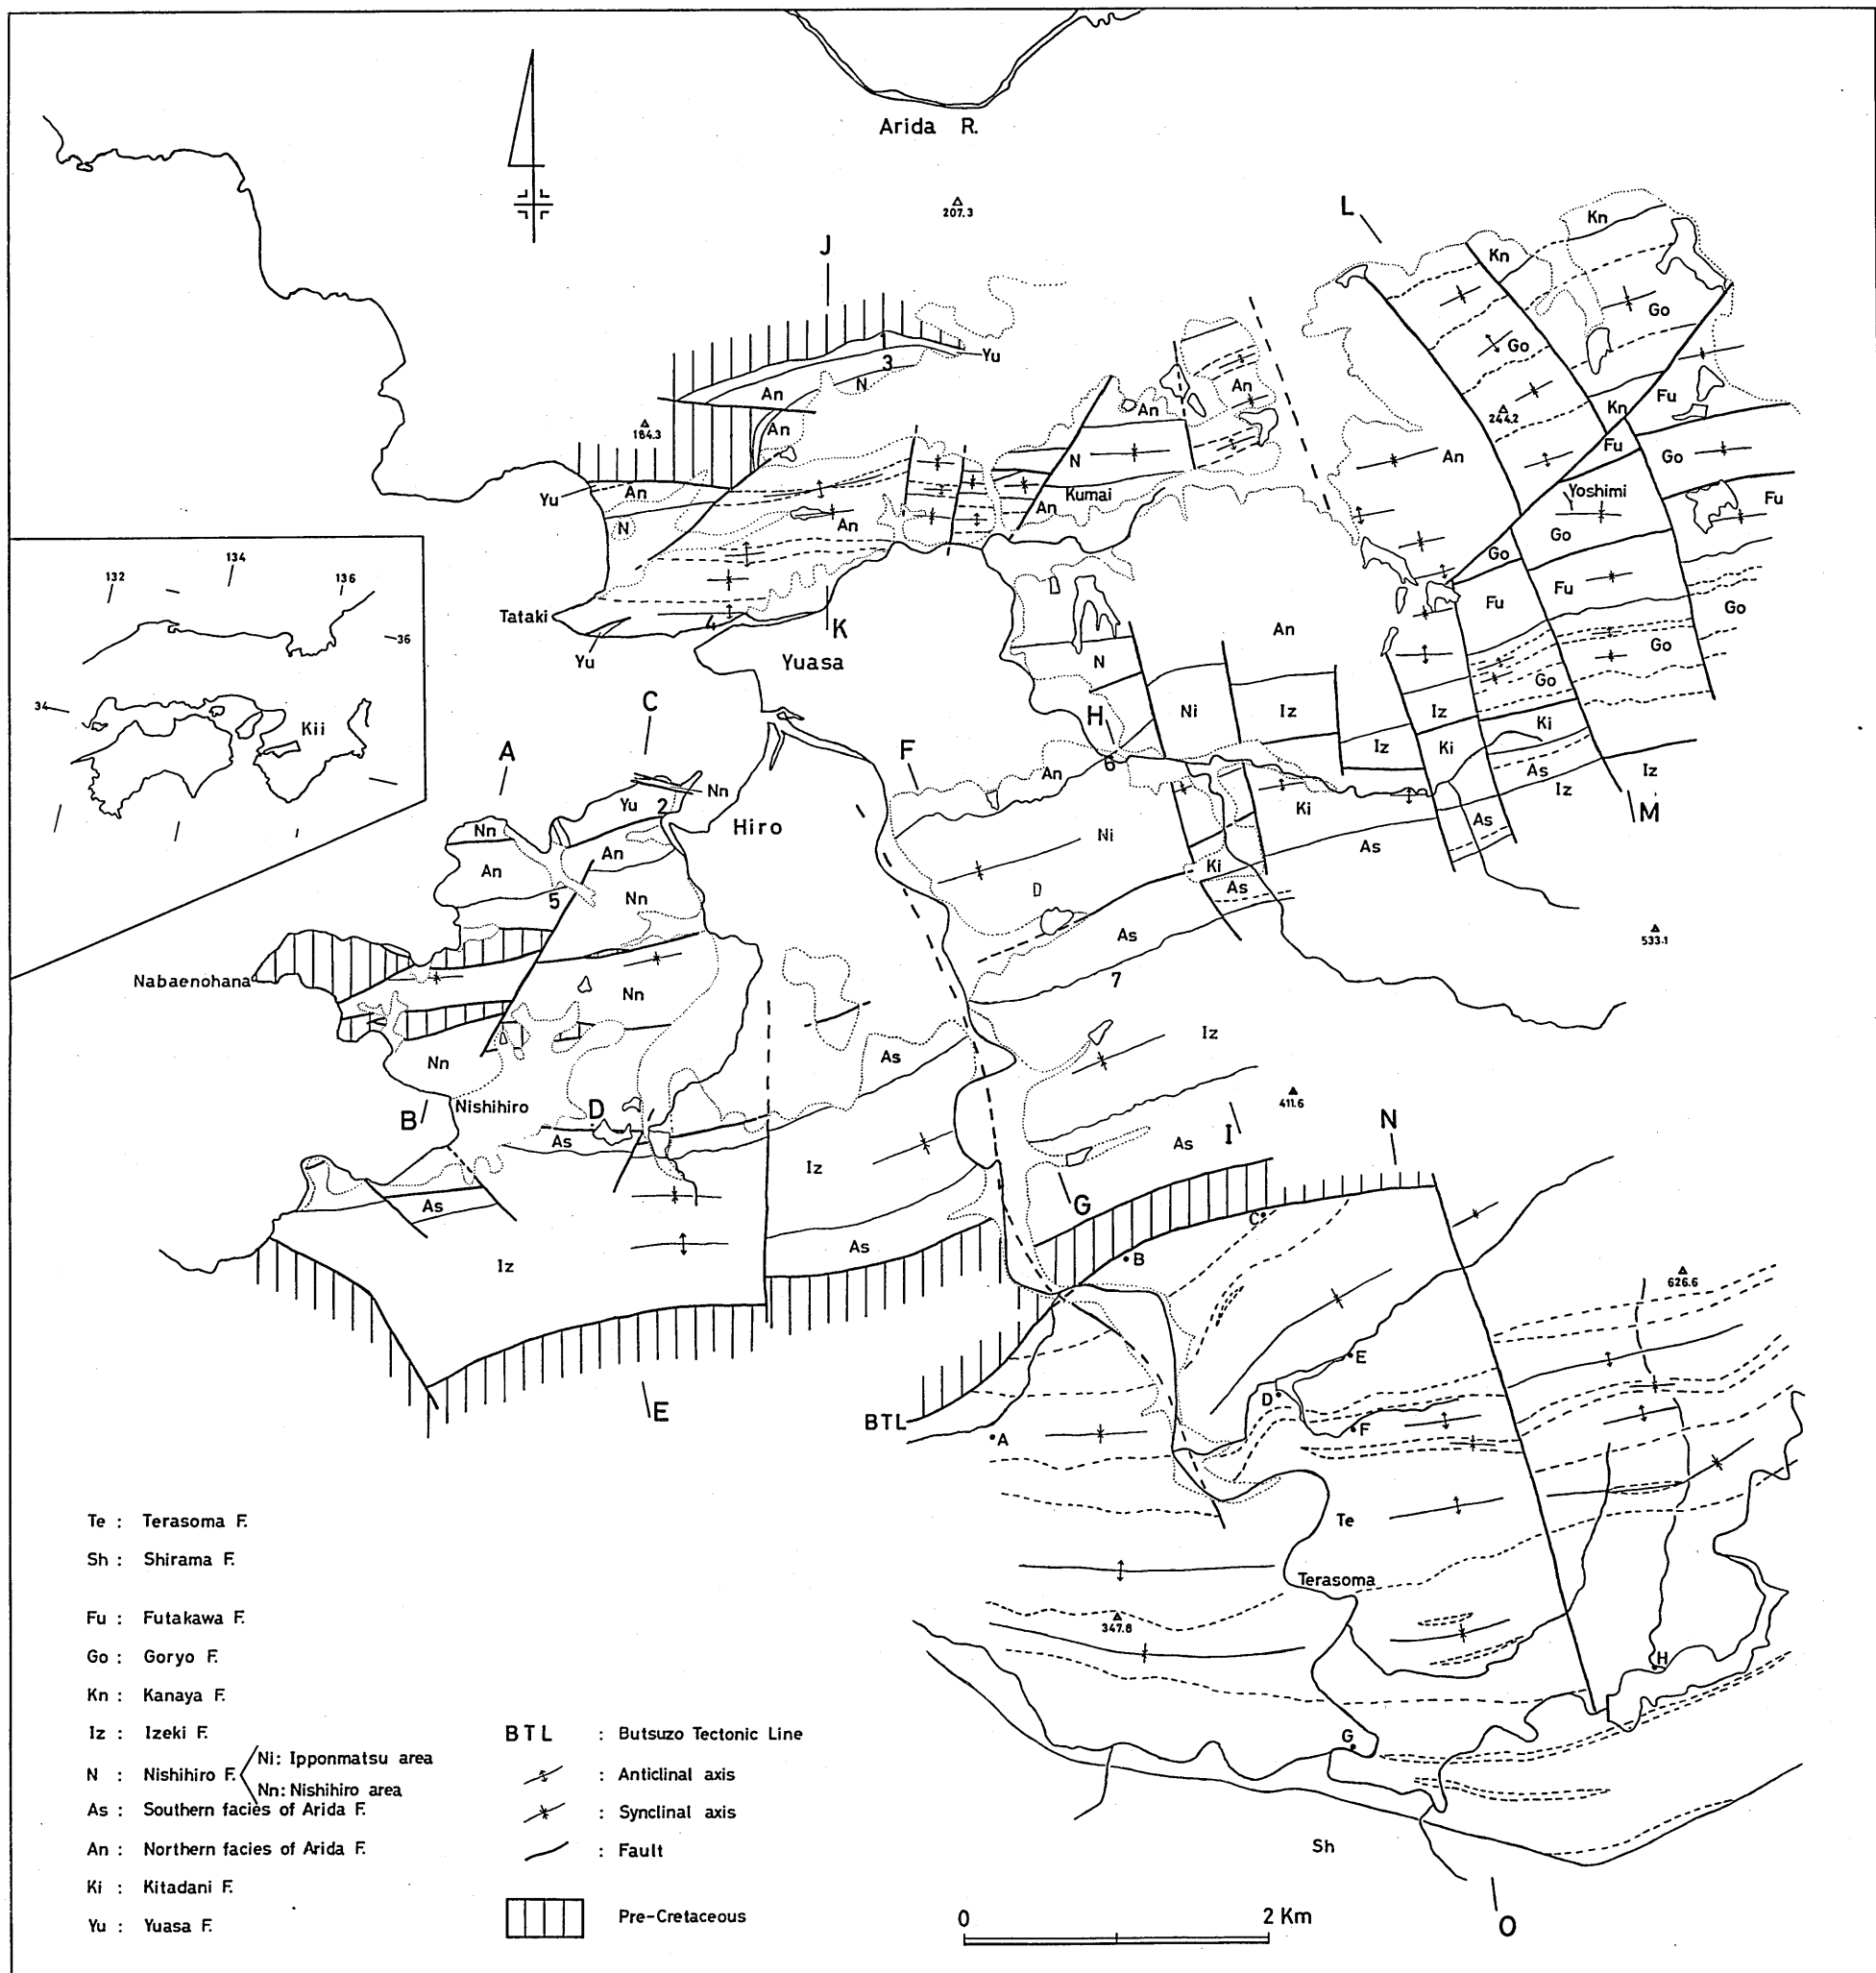 Arida R.
207.3
L
J
Kn
Kn
Go
3
Yu
N
An
Go
An
184.3
An
244.2
Kn
Fu
An
Fu
Go
N
An
Yu
An
N
Kumai
Yoshimi
Fu
N
An
An
Go
Go
134
132
136
36
34
Kii
Fu
Fu
Go
Tataki
4
K
An
Yu
Yuasa
N
Go
Go
C
H
Ni
Iz
Iz
Ki
A
F
Iz
Ki
An
6
As
Iz
Iz
Nn
Yu
2
Ki
M
Nn
Hiro
Ni
As
An
An
As
Ki
D
As
5
Nn
As
533.1
Nabaenohana
7
Nn
Iz
As
Nn
B
Nishihiro
D
411.6
N
As
As
I
Iz
As
G
C
As
B
Iz
626.6
E
D
E
BTL
A
F
Te
Terasoma
347.8
H
G
Sh
O
Te : Terasoma F.
Sh : Shirama F.
Fu : Futakawa F.
Go : Goryo F.
Kn : Kanaya F.
Iz : Izeki F.
N : Nishihiro F.
Ni: Ipponmatsu area
Nn: Nishihiro area
As : Southern facies of Arida F.
An : Northern facies of Arida F.
Ki : Kitadani F.
Yu : Yuasa F.
BTL : Butsuzo Tectonic Line
: Anticlinal axis
: Synclinal axis
: Fault
Pre-Cretaceous
0
2 Km